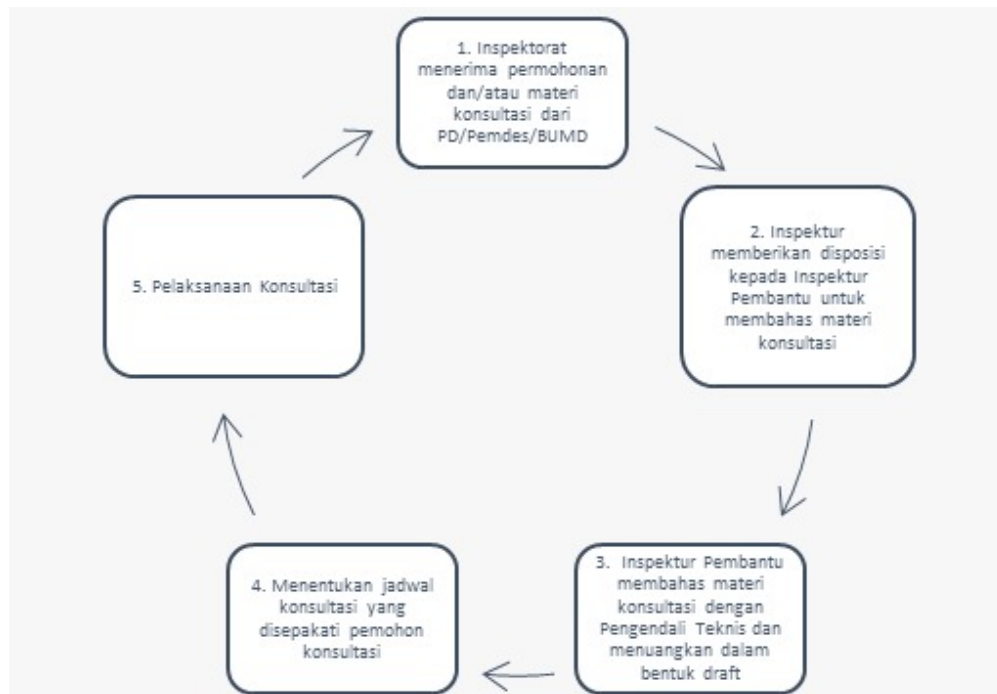 1. Inspektorat
menerima permohonan
dan/atau materi
konsultasi dari
PD/Pemdes/BUMD
2. Inspektur
memberikan disposisi
kepada Inspektur
Pembantu untuk
membahas materi
konsultasi
3. Inspektur Pembantu
membahas materi
konsultasi dengan
Pengendali Teknis dan
menuangkan dalam
bentuk draft
4. Menentukan jadwal
konsultasi yang
disepakati pemohon
konsultasi
5. Pelaksanaan Konsultasi